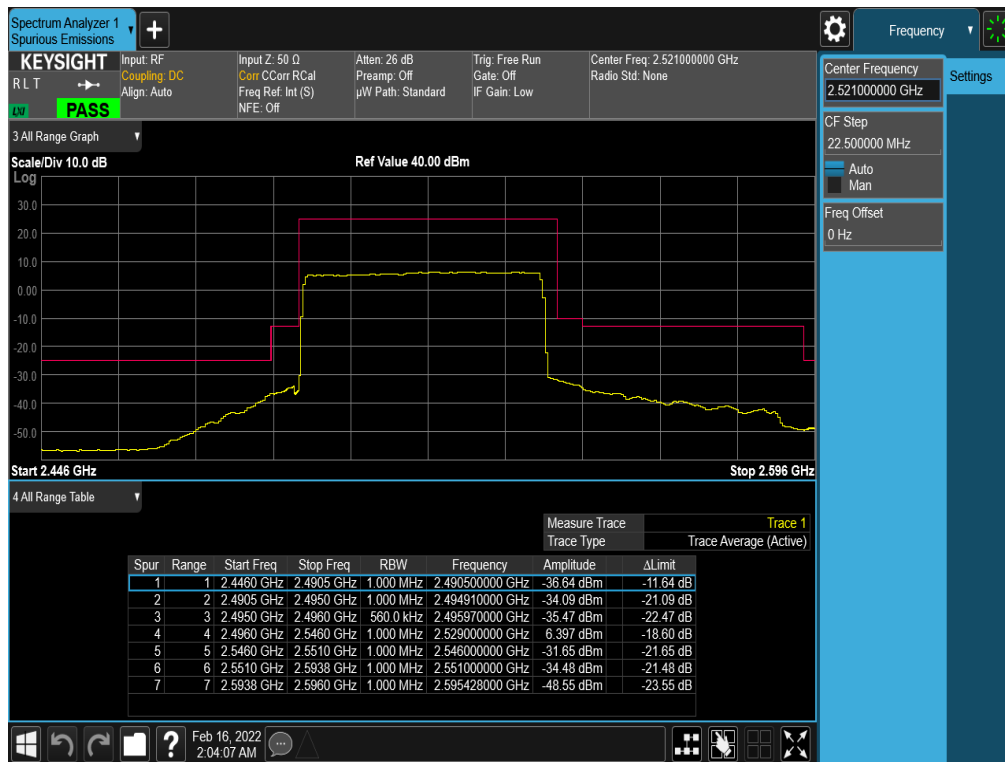 Spectrum Analyzer 1
Spurious Emissions
Frequency
KEYSIGHT Input: RF Input Z: 50 Ω Atten: 26 dB Trig: Free Run Center Freq: 2.521000000 GHz
R L T Coupling: DC Corr CCorr RCal Preamp: Off Gate: Off Radio Std: None
Align: Auto Freq Ref: Int (S) µW Path: Standard IF Gain: Low
LXI PASS NFE: Off
Center Frequency
2.521000000 GHz
Settings
CF Step
22.500000 MHz
Auto
Man
Freq Offset
0 Hz
3 All Range Graph
Scale/Div 10.0 dB Ref Value 40.00 dBm
Log
30.0
20.0
10.0
0.00
-10.0
-20.0
-30.0
-40.0
-50.0
Start 2.446 GHz Stop 2.596 GHz
4 All Range Table
Measure Trace Trace 1
Trace Type Trace Average (Active)
Spur Range Start Freq Stop Freq RBW Frequency Amplitude ΔLimit
1 1 2.4460 GHz 2.4905 GHz 1.000 MHz 2.490500000 GHz -36.64 dBm -11.64 dB
2 2 2.4905 GHz 2.4950 GHz 1.000 MHz 2.494910000 GHz -34.09 dBm -21.09 dB
3 3 2.4950 GHz 2.4960 GHz 560.0 kHz 2.495970000 GHz -35.47 dBm -22.47 dB
4 4 2.4960 GHz 2.5460 GHz 1.000 MHz 2.529000000 GHz 6.397 dBm -18.60 dB
5 5 2.5460 GHz 2.5510 GHz 1.000 MHz 2.546000000 GHz -31.65 dBm -21.65 dB
6 6 2.5510 GHz 2.5938 GHz 1.000 MHz 2.551000000 GHz -34.48 dBm -21.48 dB
7 7 2.5938 GHz 2.5960 GHz 1.000 MHz 2.595428000 GHz -48.55 dBm -23.55 dB
Feb 16, 2022
2:04:07 AM